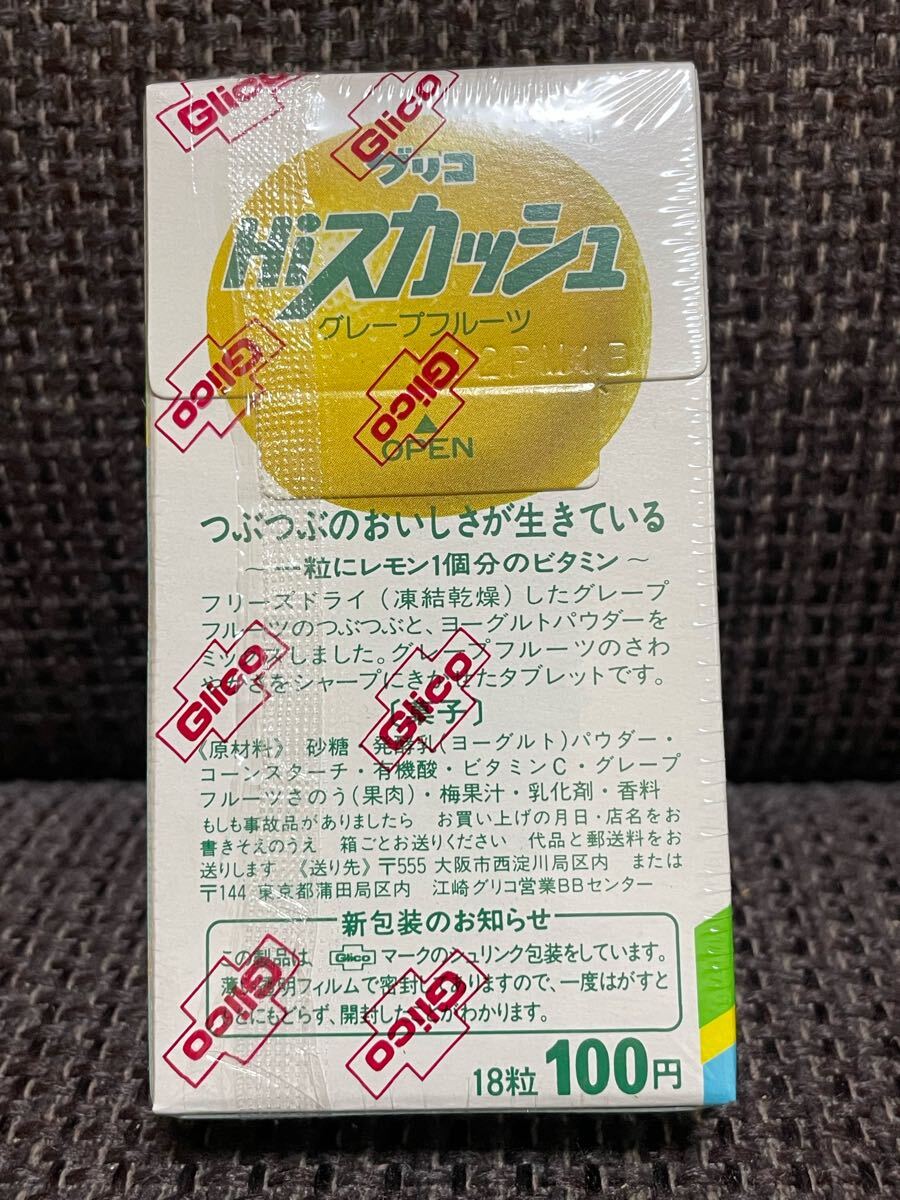 Glico
Glico
グリコ
Hiスカッシュ
グレープフルーツ
Glico
Glico
OPEN
つぶつぶのおいしさが生きている
～一粒にレモン1個分のビタミン～
フリーズドライ(凍結乾燥)したグレープ
フルーツのつぶつぶと、ヨーグルトパウダーを
ミックスしました。グレープフルーツのさわ
やかさをシャープにきかせたタブレットです。
Glico
Glico
〔菓子〕
《原材料》 砂糖・発酵乳(ヨーグルト)パウダー・
コーンスターチ・有機酸・ビタミンC・グレープ
フルーツさのう(果肉)・梅果汁・乳化剤・香料
もしも事故品がありましたら お買い上げの月日・店名をお
書きそえのうえ 箱ごとお送りください 代品と郵送料をお
送りします 《送り先》〒555 大阪市西淀川局区内 または
〒144 東京都蒲田局区内 江崎グリコ営業BBセンター
新包装のお知らせ
この製品は、Glicoマークのシュリンク包装をしています。
薄い透明フィルムで密封してありますので、一度はがすと
もとにもどらず、開封したことがわかります。
Glico
Glico
18粒 100円